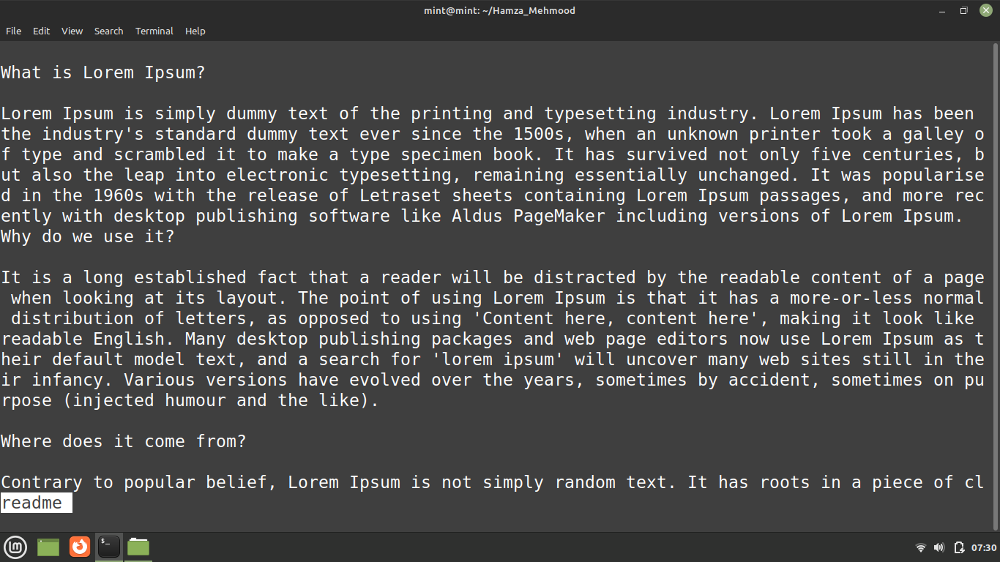 mint@mint: ~/Hamza_Mehmood
File Edit View Search Terminal Help
What is Lorem Ipsum?
Lorem Ipsum is simply dummy text of the printing and typesetting industry. Lorem Ipsum has been
the industry's standard dummy text ever since the 1500s, when an unknown printer took a galley o
f type and scrambled it to make a type specimen book. It has survived not only five centuries, b
ut also the leap into electronic typesetting, remaining essentially unchanged. It was popularise
d in the 1960s with the release of Letraset sheets containing Lorem Ipsum passages, and more rec
ently with desktop publishing software like Aldus PageMaker including versions of Lorem Ipsum.
Why do we use it?
It is a long established fact that a reader will be distracted by the readable content of a page
when looking at its layout. The point of using Lorem Ipsum is that it has a more-or-less normal
distribution of letters, as opposed to using 'Content here, content here', making it look like
readable English. Many desktop publishing packages and web page editors now use Lorem Ipsum as t
heir default model text, and a search for 'lorem ipsum' will uncover many web sites still in the
ir infancy. Various versions have evolved over the years, sometimes by accident, sometimes on pu
rpose (injected humour and the like).
Where does it come from?
Contrary to popular belief, Lorem Ipsum is not simply random text. It has roots in a piece of cl
readme
$_
07:30